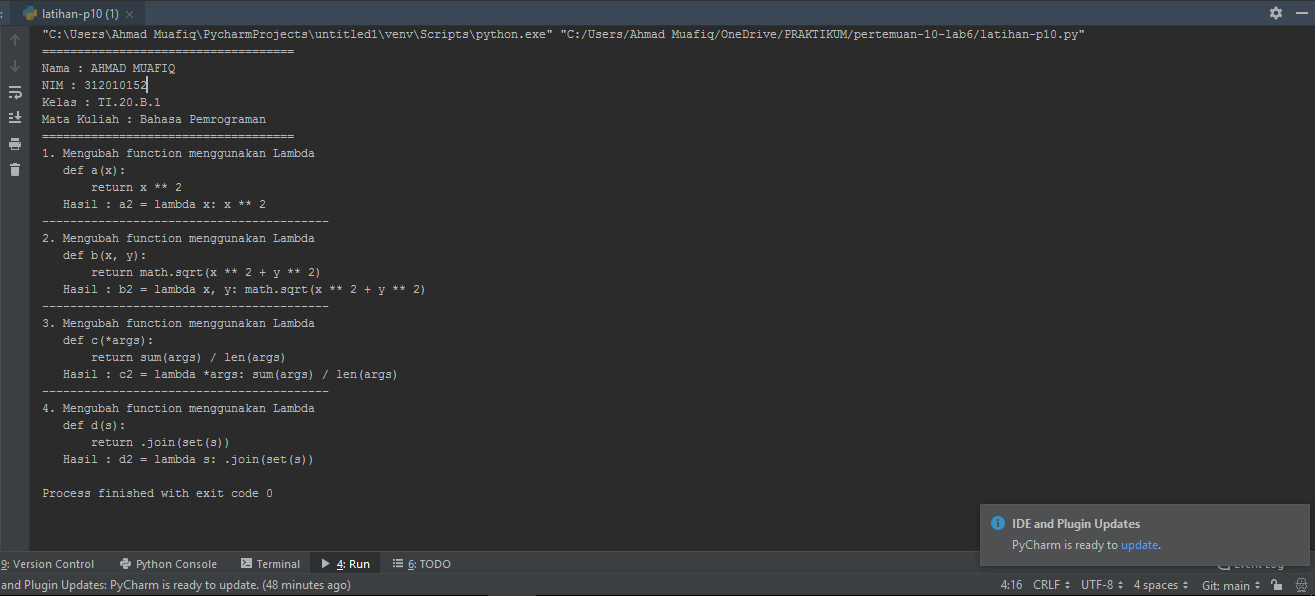 latihan-p10 (1)
"C:\Users\Ahmad Muafiq\PycharmProjects\untitled1\venv\Scripts\python.exe" "C:/Users/Ahmad Muafiq/OneDrive/PRAKTIKUM/pertemuan-10-lab6/latihan-p10.py"
====================================
Nama : AHMAD MUAFIQ
NIM : 312010152
Kelas : TI.20.B.1
Mata Kuliah : Bahasa Pemrograman
====================================
1. Mengubah function menggunakan Lambda
   def a(x):
       return x ** 2
   Hasil : a2 = lambda x: x ** 2
-----------------------------------------
2. Mengubah function menggunakan Lambda
   def b(x, y):
       return math.sqrt(x ** 2 + y ** 2)
   Hasil : b2 = lambda x, y: math.sqrt(x ** 2 + y ** 2)
-----------------------------------------
3. Mengubah function menggunakan Lambda
   def c(*args):
       return sum(args) / len(args)
   Hasil : c2 = lambda *args: sum(args) / len(args)
-----------------------------------------
4. Mengubah function menggunakan Lambda
   def d(s):
       return .join(set(s))
   Hasil : d2 = lambda s: .join(set(s))
Process finished with exit code 0
IDE and Plugin Updates
PyCharm is ready to update.
9: Version Control Python Console Terminal 4: Run 6: TODO Event Log
and Plugin Updates: PyCharm is ready to update. (48 minutes ago) 4:16 CRLF UTF-8 4 spaces Git: main